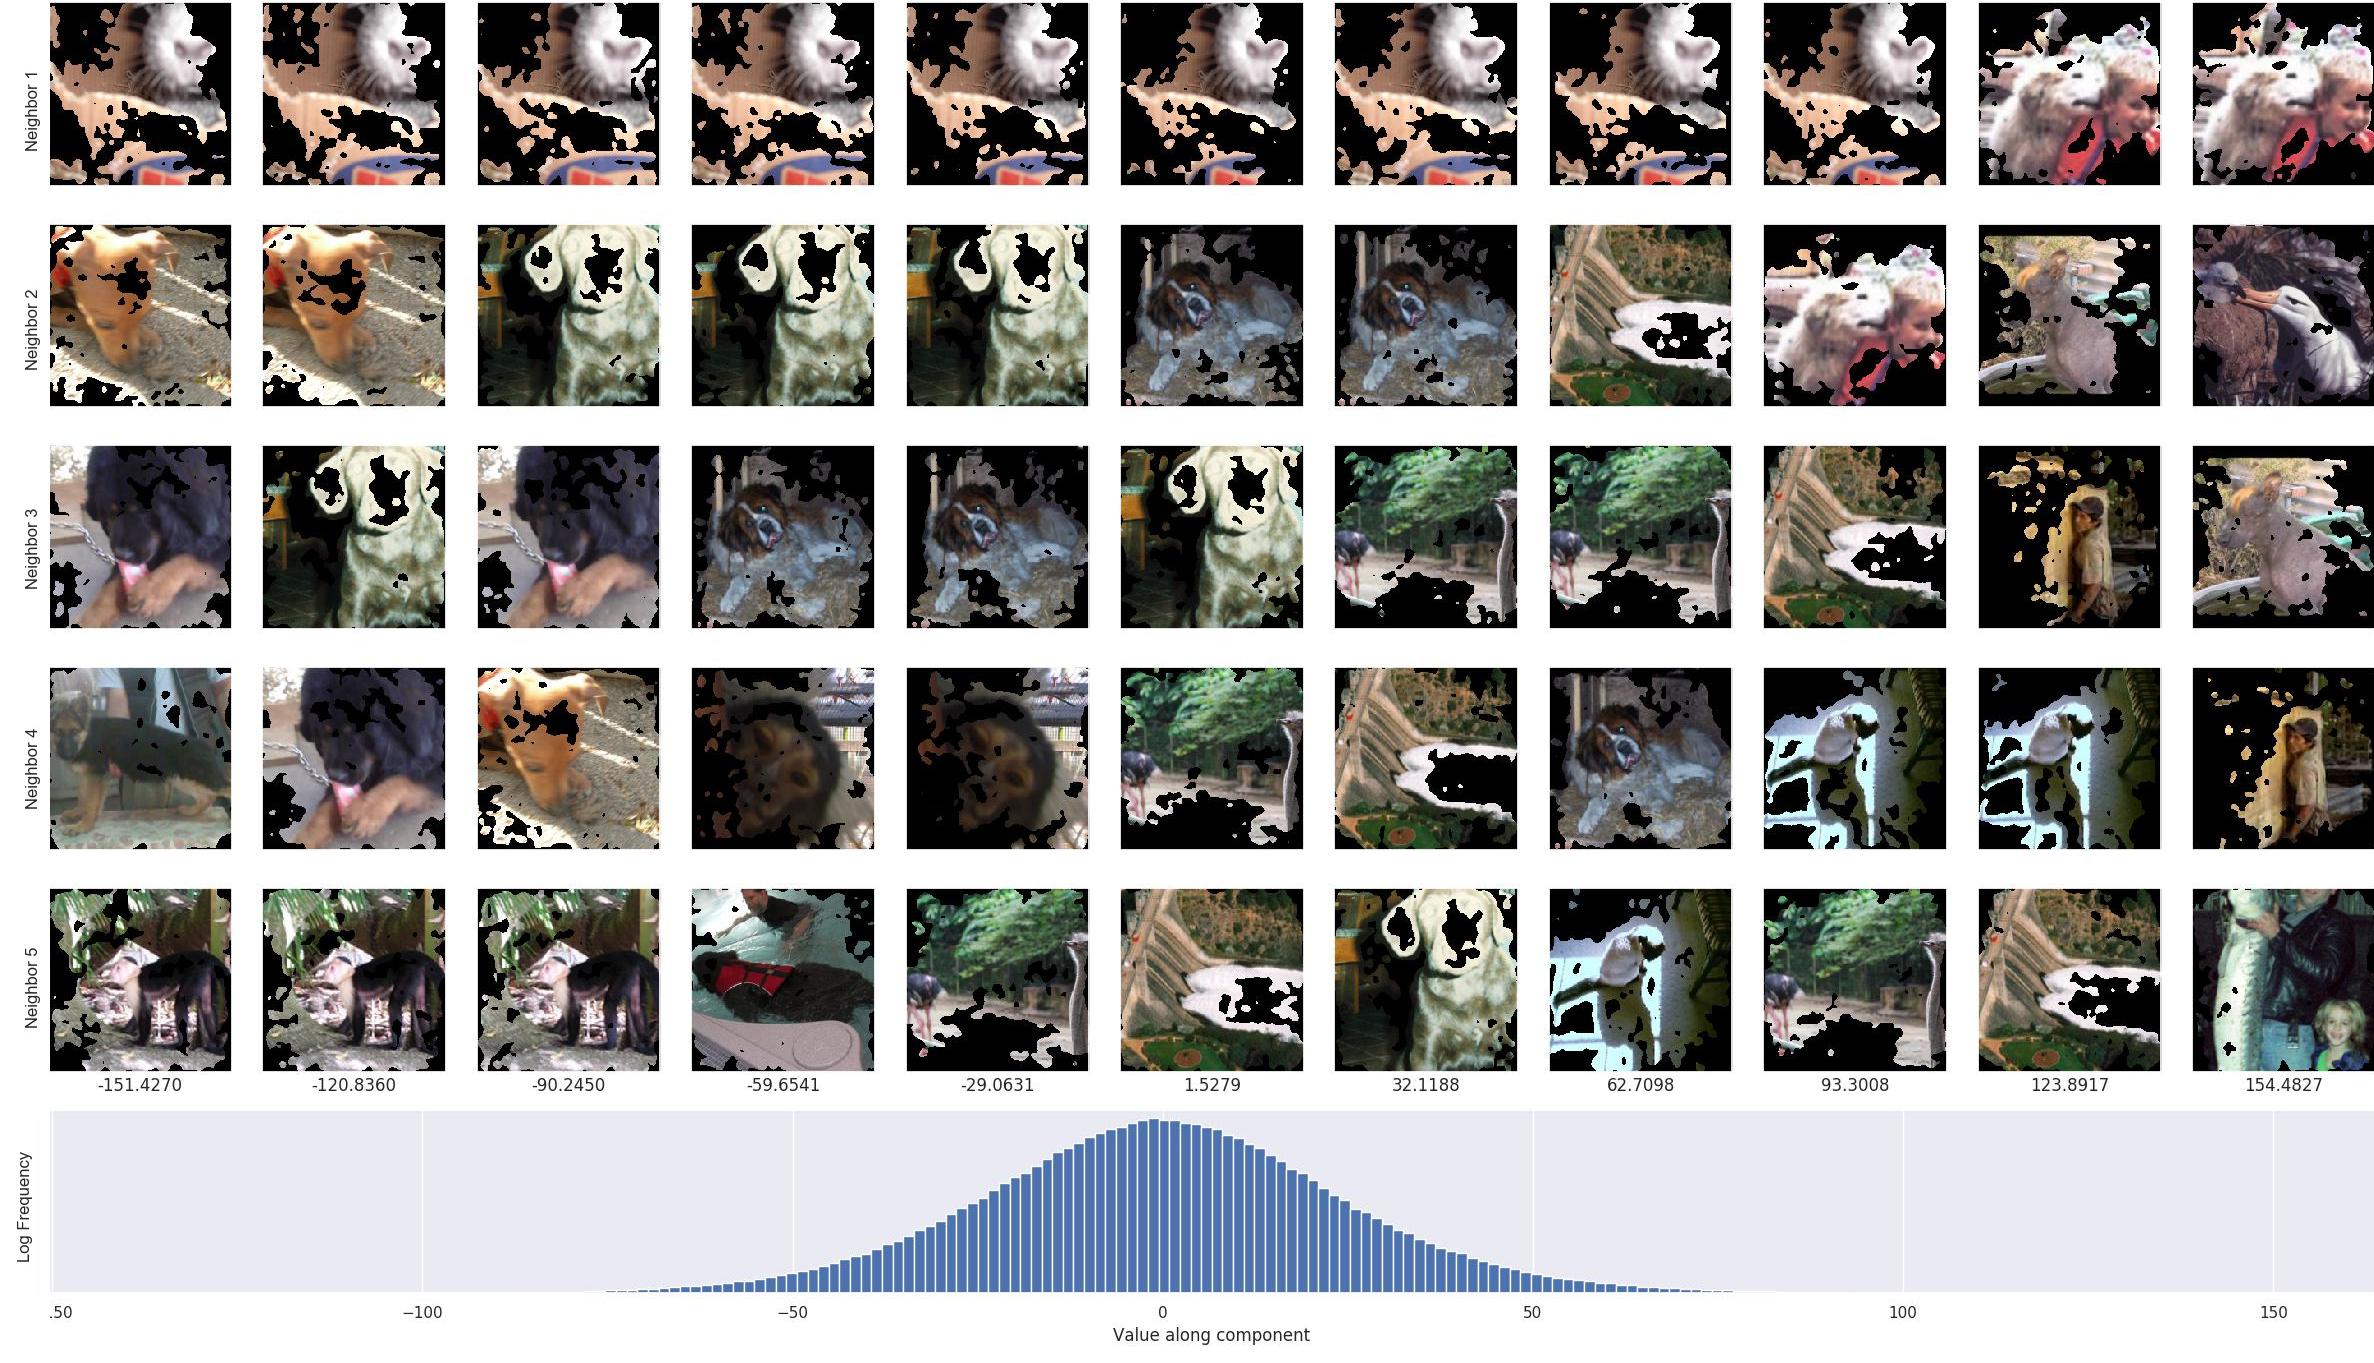 Neighbor 1
Neighbor 2
Neighbor 3
Neighbor 4
Neighbor 5
-151.4270 -120.8360 -90.2450 -59.6541 -29.0631 1.5279 32.1188 62.7098 93.3008 123.8917 154.4827
Log Frequency
.50 −100 −50 0 50 100 150
Value along component